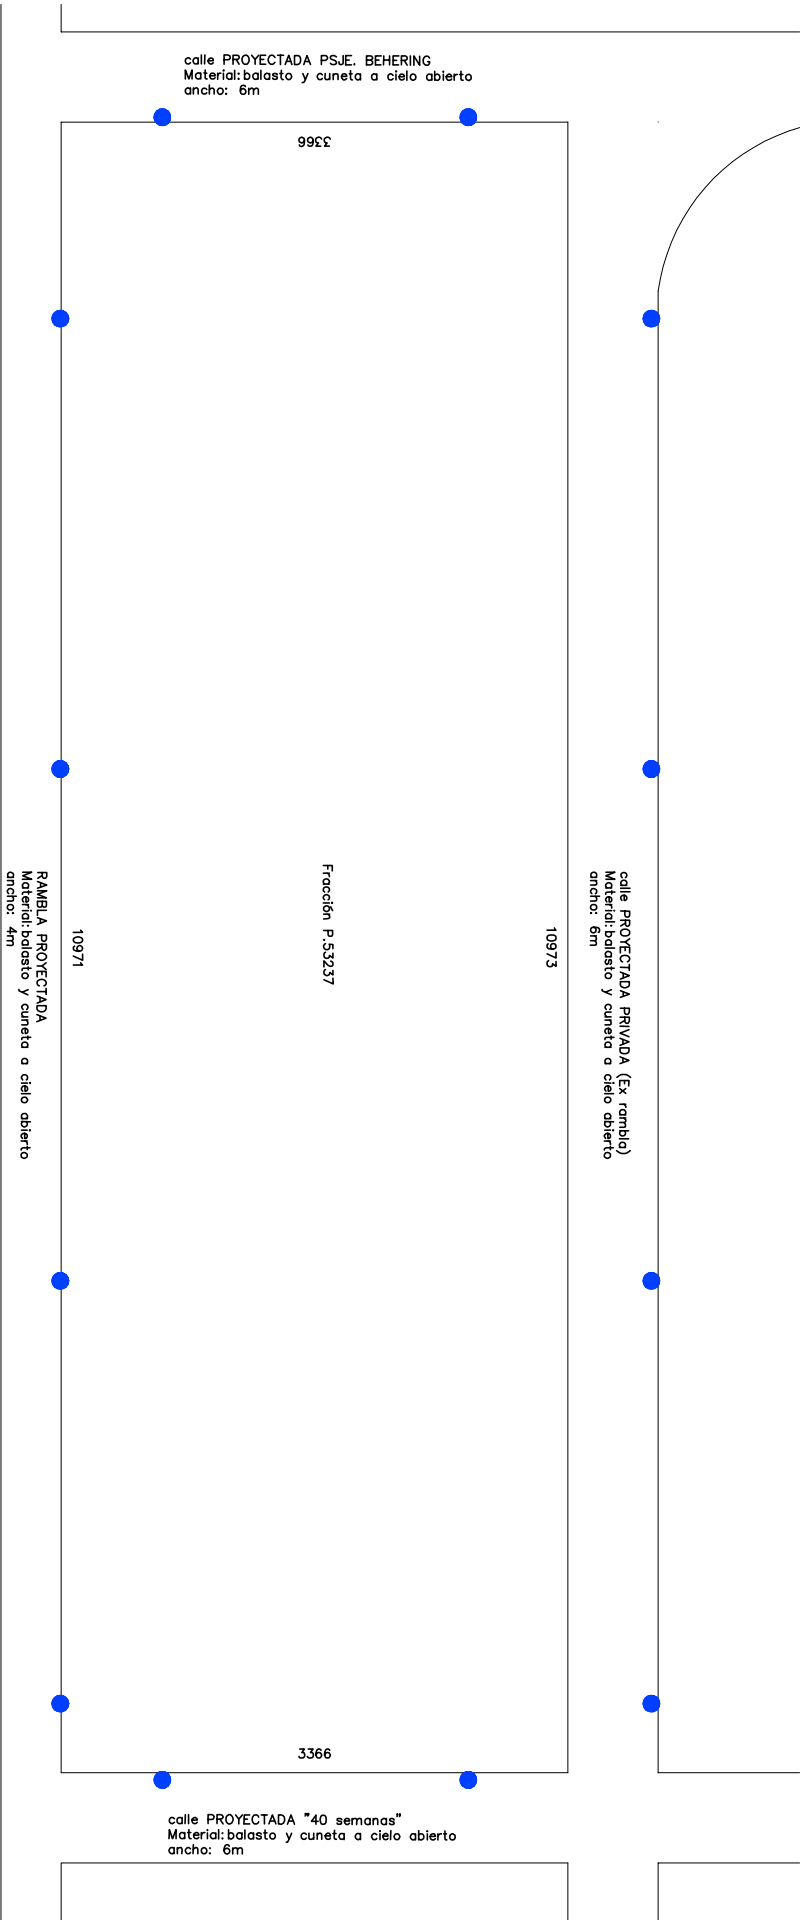 calle PROYECTADA PSJE. BEHERING
Material:balasto y cuneta a cielo abierto
ancho: 6m
3366
RAMBLA PROYECTADA
Material:balasto y cuneta a cielo abierto
ancho: 4m
10971
Fracción P.53237
10973
calle PROYECTADA PRIVADA (Ex rambla)
Material:balasto y cuneta a cielo abierto
ancho: 6m
3366
calle PROYECTADA "40 semanas"
Material:balasto y cuneta a cielo abierto
ancho: 6m